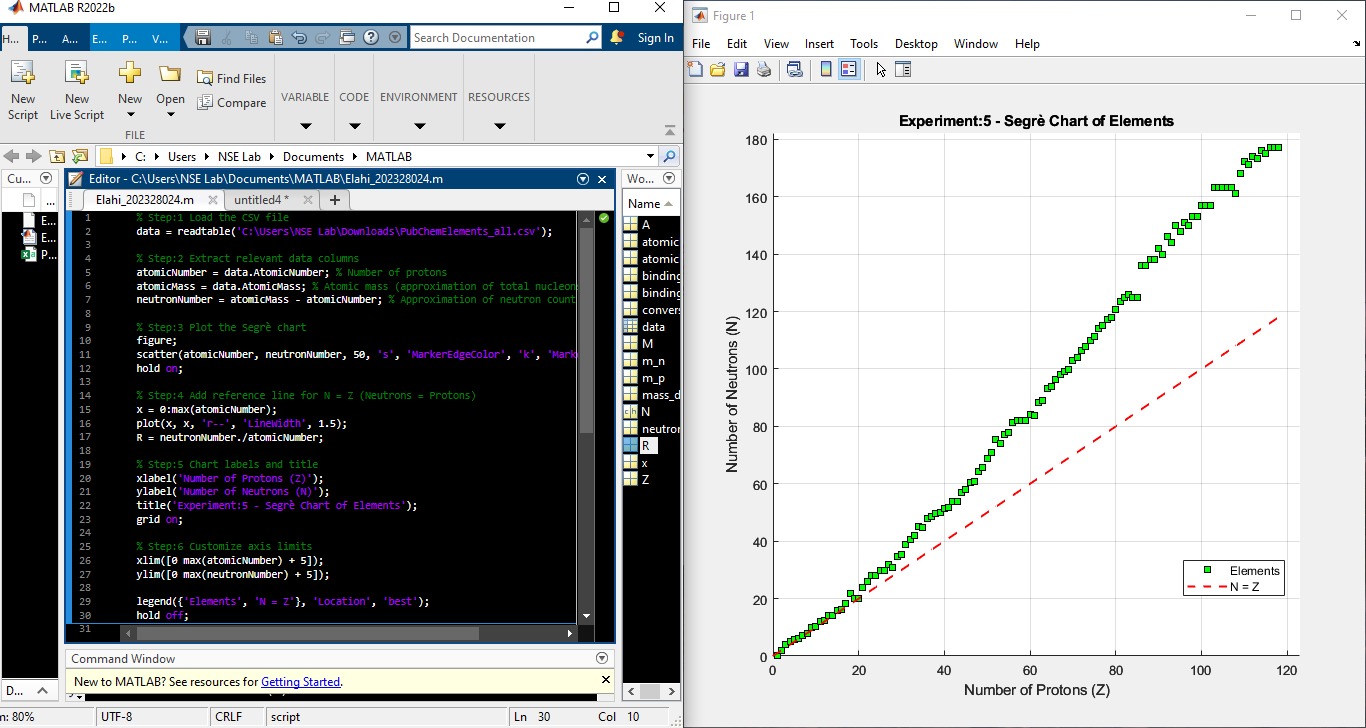 MATLAB R2022b
H... P... A... E... P... V...
Search Documentation
Sign In
New Script
New Live Script
New
Open
Find Files
Compare
FILE
VARIABLE
CODE
ENVIRONMENT
RESOURCES
C: Users NSE Lab Documents MATLAB
Cu...
...
E...
E...
P...
D...
Editor - C:\Users\NSE Lab\Documents\MATLAB\Elahi_202328024.m
Elahi_202328024.m
untitled4 *
1 % Step:1 Load the CSV file
2 data = readtable('C:\Users\NSE Lab\Downloads\PubChemElements_all.csv');
3
4 % Step:2 Extract relevant data columns
5 atomicNumber = data.AtomicNumber; % Number of protons
6 atomicMass = data.AtomicMass; % Atomic mass (approximation of total nucleon
7 neutronNumber = atomicMass - atomicNumber; % Approximation of neutron count
8
9 % Step:3 Plot the Segrè chart
10 figure;
11 scatter(atomicNumber, neutronNumber, 50, 's', 'MarkerEdgeColor', 'k', 'Mark
12 hold on;
13
14 % Step:4 Add reference line for N = Z (Neutrons = Protons)
15 x = 0:max(atomicNumber);
16 plot(x, x, 'r--', 'LineWidth', 1.5);
17 R = neutronNumber./atomicNumber;
18
19 % Step:5 Chart labels and title
20 xlabel('Number of Protons (Z)');
21 ylabel('Number of Neutrons (N)');
22 title('Experiment:5 - Segrè Chart of Elements');
23 grid on;
24
25 % Step:6 Customize axis limits
26 xlim([0 max(atomicNumber) + 5]);
27 ylim([0 max(neutronNumber) + 5]);
28
29 legend({'Elements', 'N = Z'}, 'Location', 'best');
30 hold off;
31
Wo...
Name
A
atomic
atomic
binding
binding
convers
data
M
m_n
m_p
mass_d
N
neutror
R
x
Z
Command Window
New to MATLAB? See resources for Getting Started.
m: 80% UTF-8 CRLF script Ln 30 Col 10
Figure 1
File Edit View Insert Tools Desktop Window Help
Experiment:5 - Segrè Chart of Elements
180
160
140
120
100
80
60
40
20
0
Number of Neutrons (N)
Elements
N = Z
0 20 40 60 80 100 120
Number of Protons (Z)